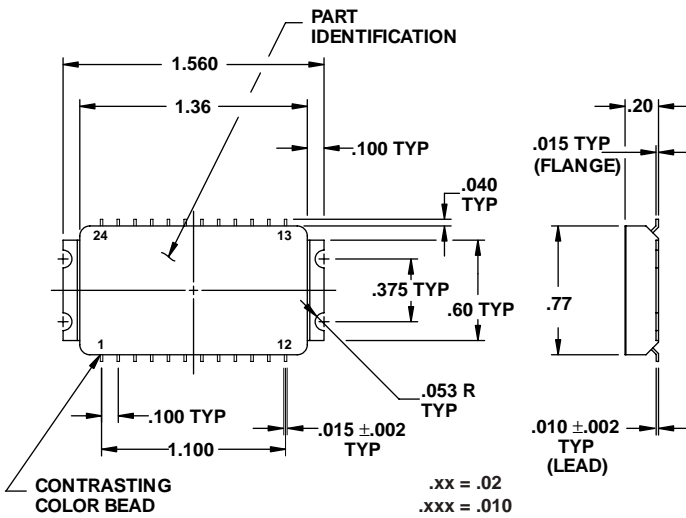 PART
IDENTIFICATION
1.560
1.36
.20
.100 TYP
.015 TYP
(FLANGE)
.040
TYP
24
13
.375 TYP
.60 TYP
.77
1
12
.053 R
TYP
.100 TYP
.015 ±.002
TYP
1.100
.010 ±.002
TYP
(LEAD)
CONTRASTING
COLOR BEAD
.xx = .02
.xxx = .010